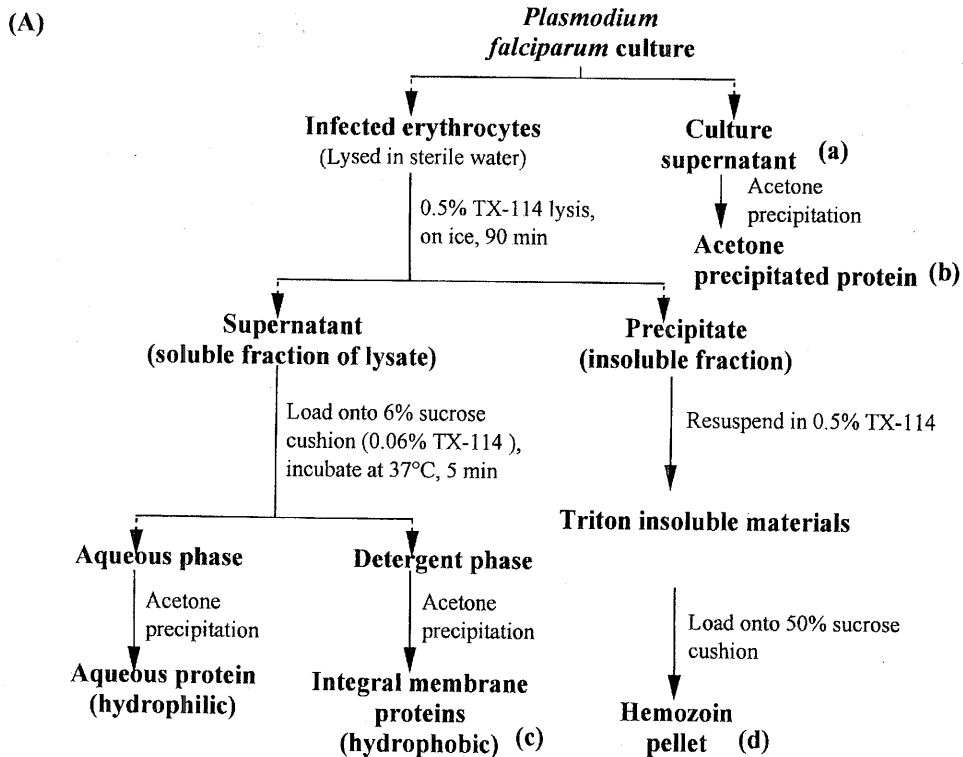 (A)
Plasmodium
falciparum culture
Infected erythrocytes
(Lysed in sterile water)
Culture
supernatant (a)
0.5% TX-114 lysis,
on ice, 90 min
Acetone
precipitation
Acetone
precipitated protein (b)
Supernatant
(soluble fraction of lysate)
Precipitate
(insoluble fraction)
Load onto 6% sucrose
cushion (0.06% TX-114 ),
incubate at 37°C, 5 min
Resuspend in 0.5% TX-114
Triton insoluble materials
Aqueous phase
Detergent phase
Acetone
precipitation
Acetone
precipitation
Load onto 50% sucrose
cushion
Aqueous protein
(hydrophilic)
Integral membrane
proteins
(hydrophobic) (c)
Hemozoin
pellet (d)